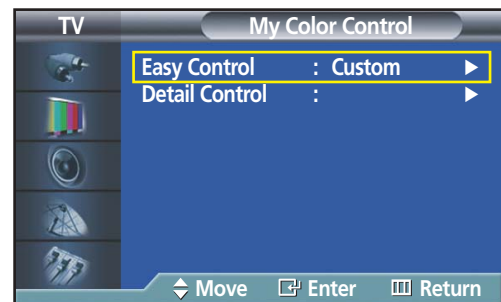 TV My Color Control
Easy Control : Custom
Detail Control :
Move Enter Return